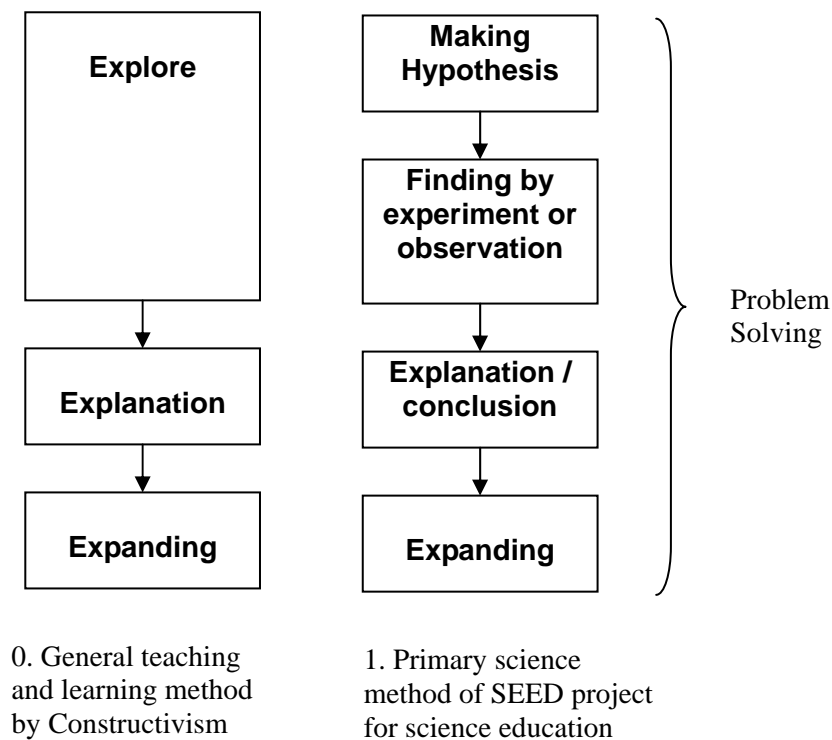 Explore
Explanation
Expanding
0. General teaching
and learning method
by Constructivism
Making
Hypothesis
Finding by
experiment or
observation
Explanation /
conclusion
Expanding
1. Primary science
method of SEED project
for science education
Problem
Solving